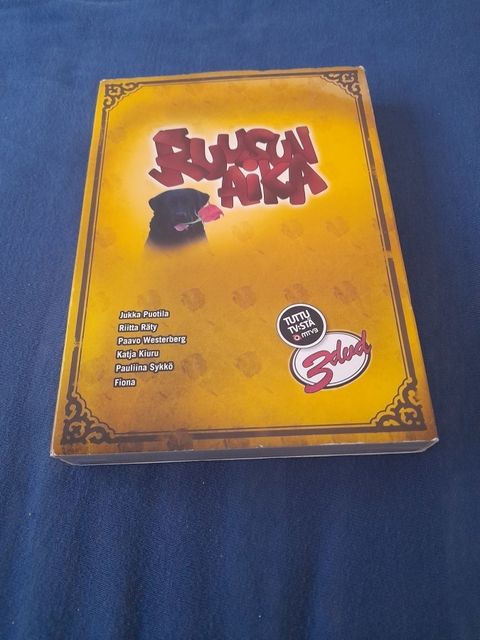 RUUSUN
AiKA
Jukka Puotila
Riitta Räty
Paavo Westerberg
Katja Kiuru
Pauliina Sykkö
Fiona
TUTTU
TV:STÄ
MTV3
3dvd